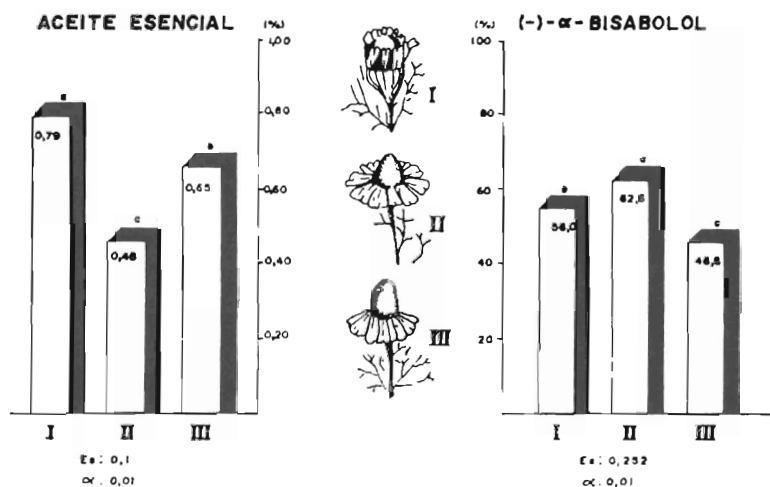 ACEITE ESENCIAL
(%)
1,00
0,80
0,60
0,40
0,20
a
0,79
c
0,46
b
0,65
I
II
III
Es: 0,1
α: 0,01
I
II
III
(-)-α-BISABOLOL
(%)
100
80
60
40
20
56,0
a
62,8
c
46,8
I
II
III
Es: 0,252
α: 0,01